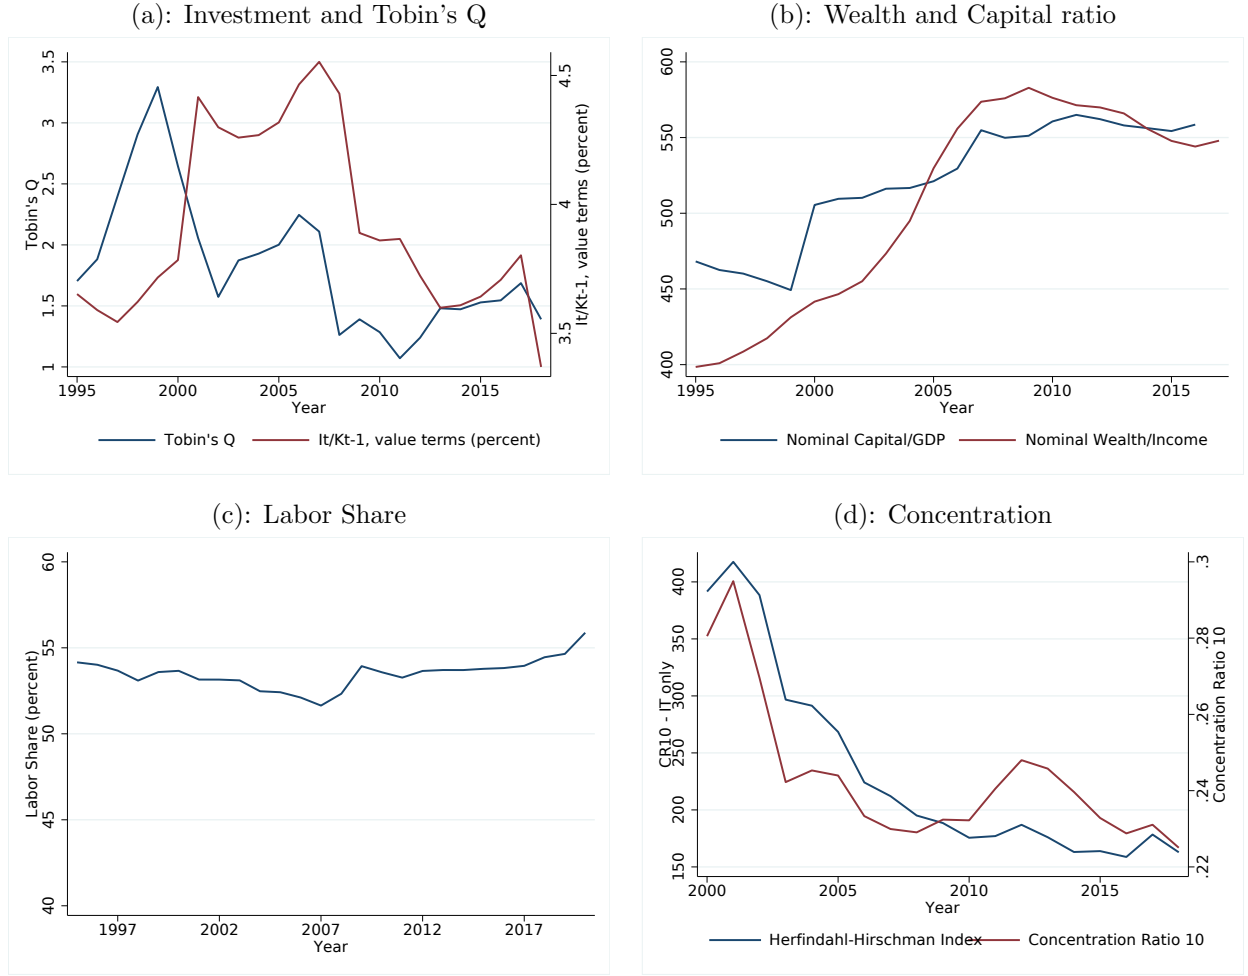 (a): Investment and Tobin's Q
3.5
3
2.5
2
1.5
1
Tobin's Q
4.5
4
3.5
It/Kt-1, value terms (percent)
1995 2000 2005 2010 2015
Year
Tobin's Q It/Kt-1, value terms (percent)
(b): Wealth and Capital ratio
600
550
500
450
400
1995 2000 2005 2010 2015
Year
Nominal Capital/GDP Nominal Wealth/Income
(c): Labor Share
60
55
50
45
40
Labor Share (percent)
1997 2002 2007 2012 2017
Year
(d): Concentration
400
350
300
250
200
150
CR10 - IT only
.3
.28
.26
.24
.22
Concentration Ratio 10
2000 2005 2010 2015
Year
Herfindahl-Hirschman Index Concentration Ratio 10